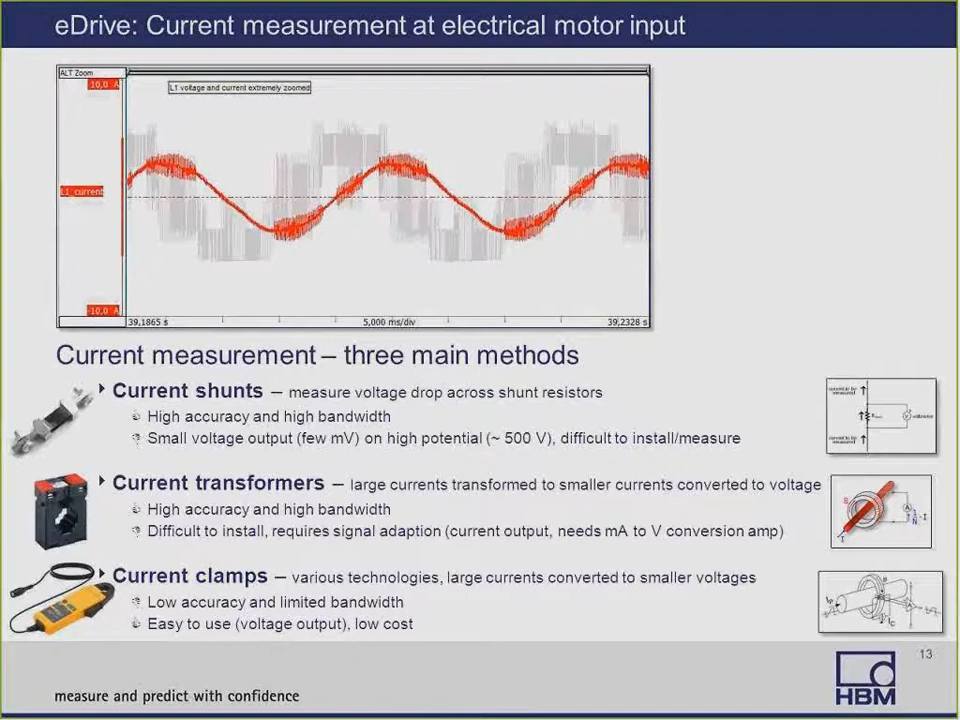 eDrive: Current measurement at electrical motor input
ALT Zoom
10,0 A
L1 voltage and current extremely zoomed
L1_current
-10,0 A
39,1865 s
5,000 ms/div
39,2328 s
Current measurement – three main methods
Current shunts – measure voltage drop across shunt resistors
High accuracy and high bandwidth
Small voltage output (few mV) on high potential (~ 500 V), difficult to install/measure
Current transformers – large currents transformed to smaller currents converted to voltage
High accuracy and high bandwidth
Difficult to install, requires signal adaption (current output, needs mA to V conversion amp)
Current clamps – various technologies, large currents converted to smaller voltages
Low accuracy and limited bandwidth
Easy to use (voltage output), low cost
13
measure and predict with confidence
HBM